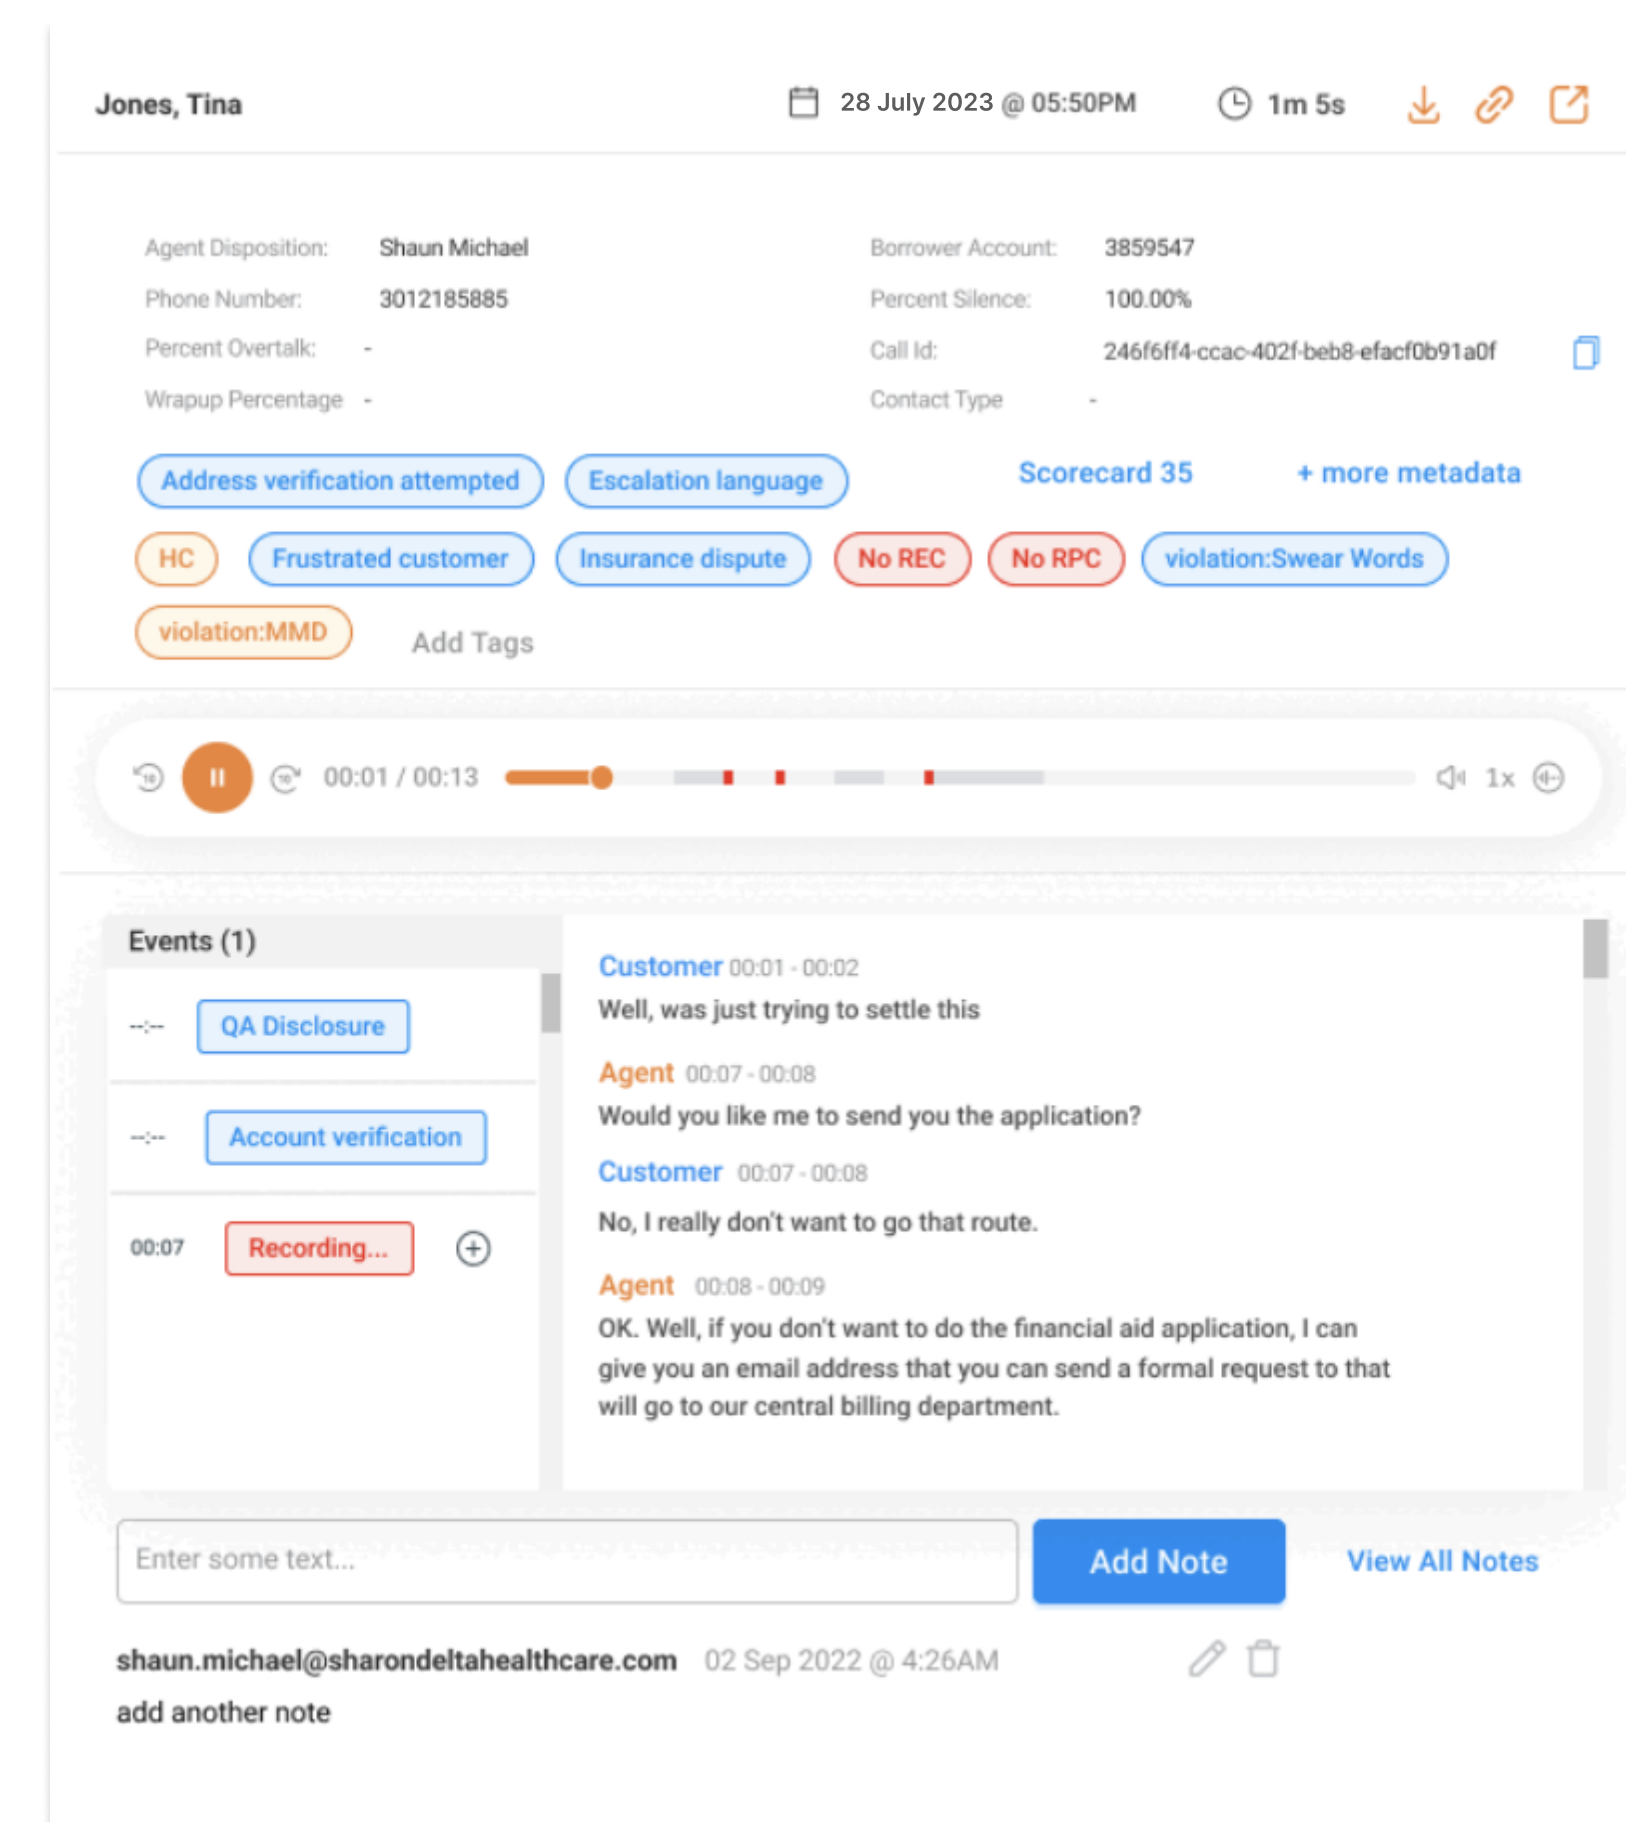 Jones, Tina
28 July 2023 @ 05:50PM
1m 5s
Agent Disposition: Shaun Michael
Borrower Account: 3859547
Phone Number: 3012185885
Percent Silence: 100.00%
Percent Overtalk: -
Call Id: 246f6ff4-ccac-402f-beb8-efacf0b91a0f
Wrapup Percentage -
Contact Type -
Address verification attempted
Escalation language
Scorecard 35
+ more metadata
HC
Frustrated customer
Insurance dispute
No REC
No RPC
violation:Swear Words
violation:MMD
Add Tags
10
10
00:01 / 00:13
1x
Events (1)
--:-- QA Disclosure
--:-- Account verification
00:07 Recording...
Customer 00:01 - 00:02
Well, was just trying to settle this
Agent 00:07 - 00:08
Would you like me to send you the application?
Customer 00:07 - 00:08
No, I really don't want to go that route.
Agent 00:08 - 00:09
OK. Well, if you don't want to do the financial aid application, I can
give you an email address that you can send a formal request to that
will go to our central billing department.
Enter some text...
Add Note
View All Notes
shaun.michael@sharondeltahealthcare.com 02 Sep 2022 @ 4:26AM
add another note